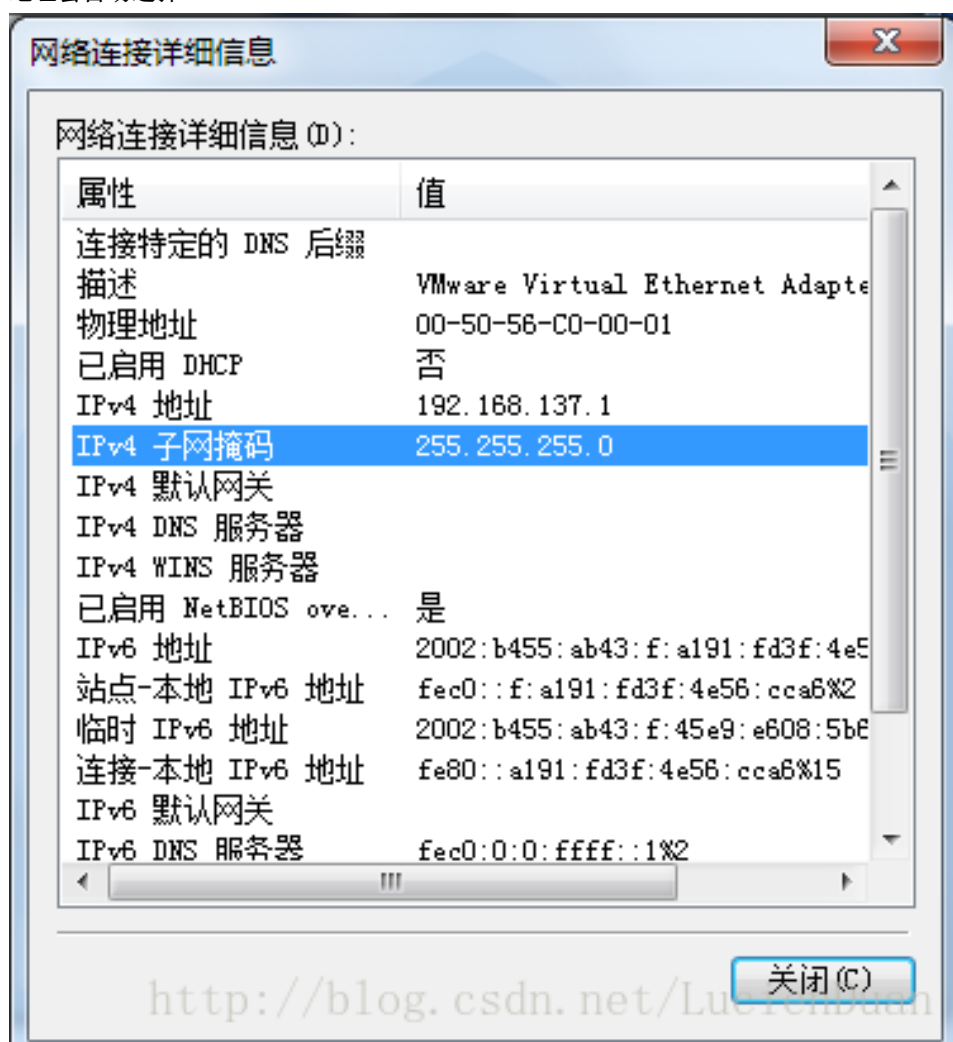 网络连接详细信息
网络连接详细信息(D):
属性 值
连接特定的 DNS 后缀
描述 VMware Virtual Ethernet Adapte
物理地址 00-50-56-C0-00-01
已启用 DHCP 否
IPv4 地址 192.168.137.1
IPv4 子网掩码 255.255.255.0
IPv4 默认网关
IPv4 DNS 服务器
IPv4 WINS 服务器
已启用 NetBIOS ove... 是
IPv6 地址 2002:b455:ab43:f:a191:fd3f:4e5
站点-本地 IPv6 地址 fec0::f:a191:fd3f:4e56:cca6%2
临时 IPv6 地址 2002:b455:ab43:f:45e9:e608:5b6
连接-本地 IPv6 地址 fe80::a191:fd3f:4e56:cca6%15
IPv6 默认网关
IPv6 DNS 服务器 fec0:0:0:ffff::1%2
关闭(C)
http://blog.csdn.net/